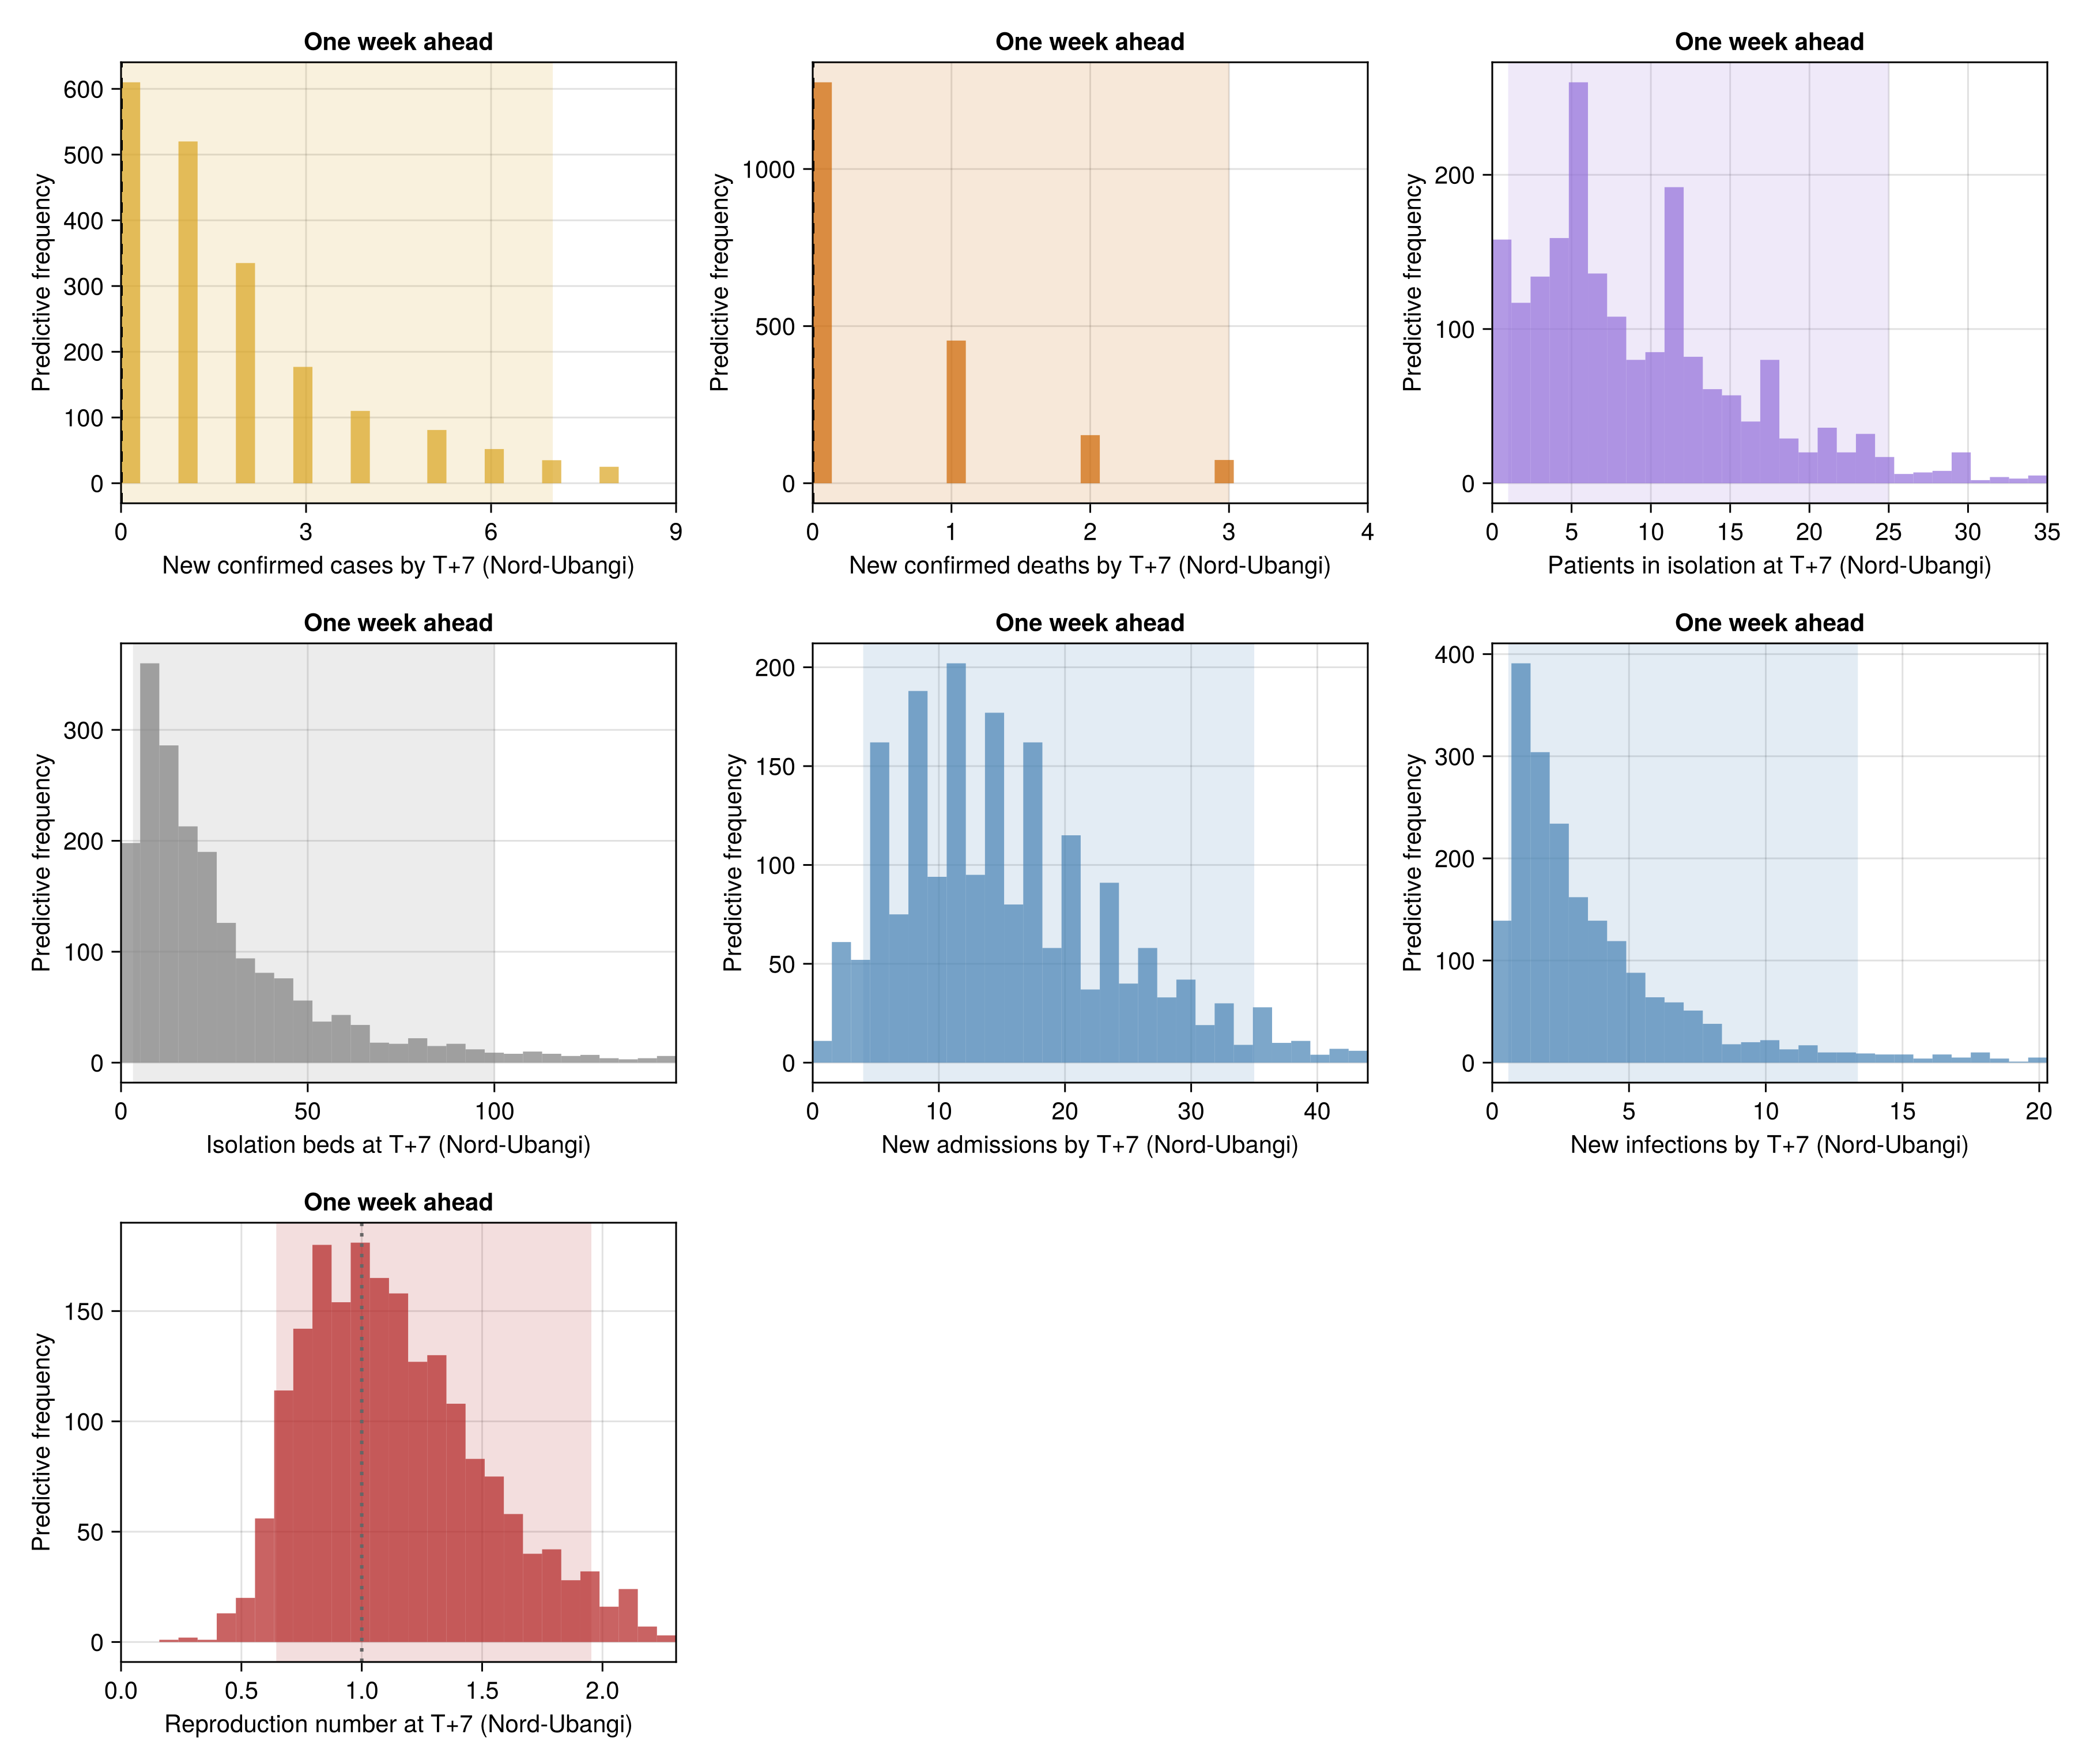 One week ahead
One week ahead
One week ahead
Predictive frequency
600
500
400
300
200
100
0
0 3 6 9
New confirmed cases by T+7 (Nord-Ubangi)
Predictive frequency
1000
500
0
0 1 2 3 4
New confirmed deaths by T+7 (Nord-Ubangi)
Predictive frequency
200
100
0
0 5 10 15 20 25 30 35
Patients in isolation at T+7 (Nord-Ubangi)
One week ahead
One week ahead
One week ahead
Predictive frequency
300
200
100
0
0 50 100
Isolation beds at T+7 (Nord-Ubangi)
Predictive frequency
200
150
100
50
0
0 10 20 30 40
New admissions by T+7 (Nord-Ubangi)
Predictive frequency
400
300
200
100
0
0 5 10 15 20
New infections by T+7 (Nord-Ubangi)
One week ahead
Predictive frequency
150
100
50
0
0.0 0.5 1.0 1.5 2.0
Reproduction number at T+7 (Nord-Ubangi)